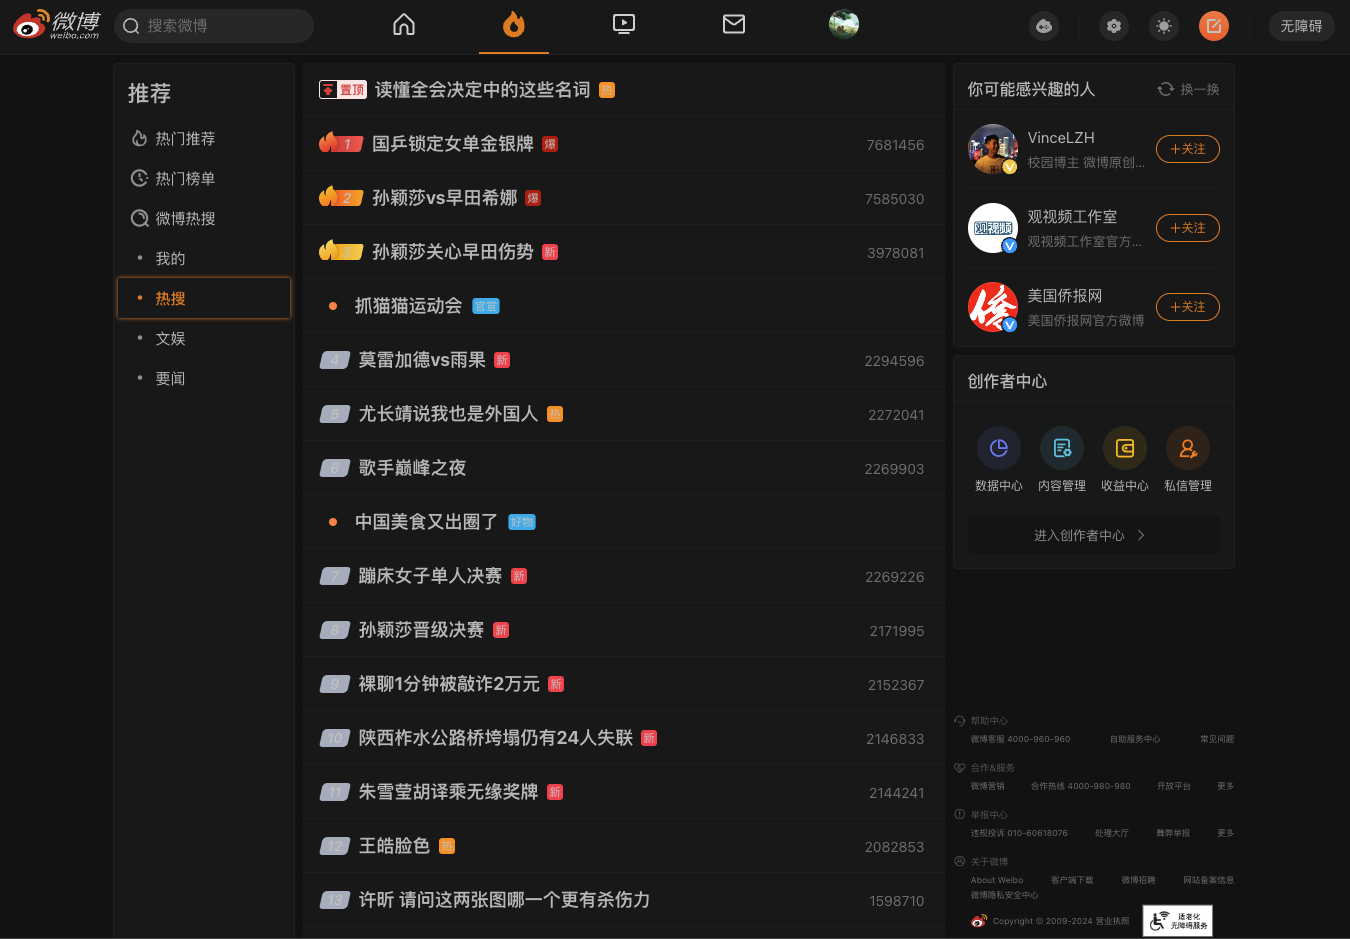 微博
weibo.com
搜索微博
无障碍
推荐
热门推荐
热门榜单
微博热搜
我的
热搜
文娱
要闻
置顶 读懂全会决定中的这些名词 热
1 国乒锁定女单金银牌 爆 7681456
2 孙颖莎vs早田希娜 爆 7585030
3 孙颖莎关心早田伤势 新 3978081
抓猫猫运动会 官宣
4 莫雷加德vs雨果 新 2294596
5 尤长靖说我也是外国人 热 2272041
6 歌手巅峰之夜 2269903
中国美食又出圈了 好物
7 蹦床女子单人决赛 新 2269226
8 孙颖莎晋级决赛 新 2171995
9 裸聊1分钟被敲诈2万元 新 2152367
10 陕西柞水公路桥垮塌仍有24人失联 新 2146833
11 朱雪莹胡译乘无缘奖牌 新 2144241
12 王皓脸色 热 2082853
13 许昕 请问这两张图哪一个更有杀伤力 1598710
你可能感兴趣的人 换一换
VinceLZH
校园博主 微博原创...
+关注
观视频
观视频工作室
观视频工作室官方...
+关注
侨
美国侨报网
美国侨报网官方微博
+关注
创作者中心
数据中心 内容管理 收益中心 私信管理
进入创作者中心
帮助中心
微博客服 4000-960-960 自助服务中心 常见问题
合作&服务
微博营销 合作热线 4000-980-980 开放平台 更多
举报中心
违规投诉 010-60618076 处理大厅 舞弊举报 更多
关于微博
About Weibo 客户端下载 微博招聘 网站备案信息
微博隐私安全中心
Copyright © 2009-2024 营业执照
适老化
无障碍服务